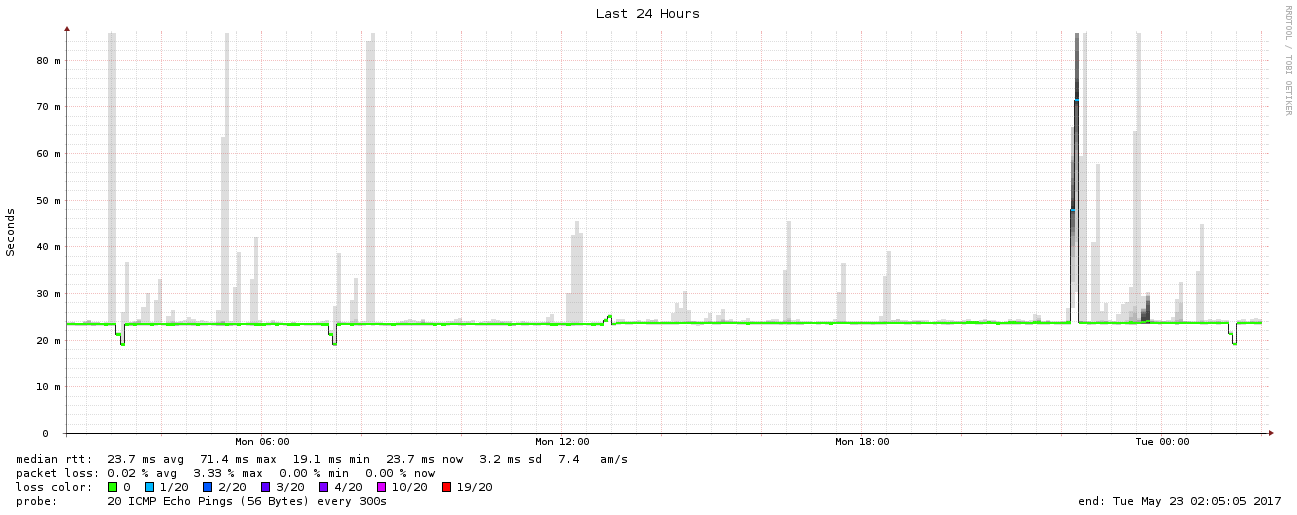 Last 24 Hours
RRDTOOL / TOBI OETIKER
Seconds
80 m
70 m
60 m
50 m
40 m
30 m
20 m
10 m
0
Mon 06:00 Mon 12:00 Mon 18:00 Tue 00:00
median rtt: 23.7 ms avg 71.4 ms max 19.1 ms min 23.7 ms now 3.2 ms sd 7.4 am/s
packet loss: 0.02 % avg 3.33 % max 0.00 % min 0.00 % now
loss color: 0 1/20 2/20 3/20 4/20 10/20 19/20
probe: 20 ICMP Echo Pings (56 Bytes) every 300s end: Tue May 23 02:05:05 2017